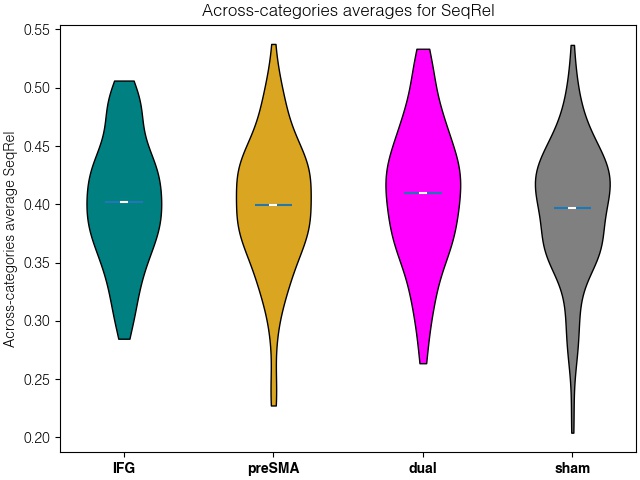 Across-categories averages for SeqRel
Across-categories average SeqRel
0.55
0.50
0.45
0.40
0.35
0.30
0.25
0.20
IFG
preSMA
dual
sham